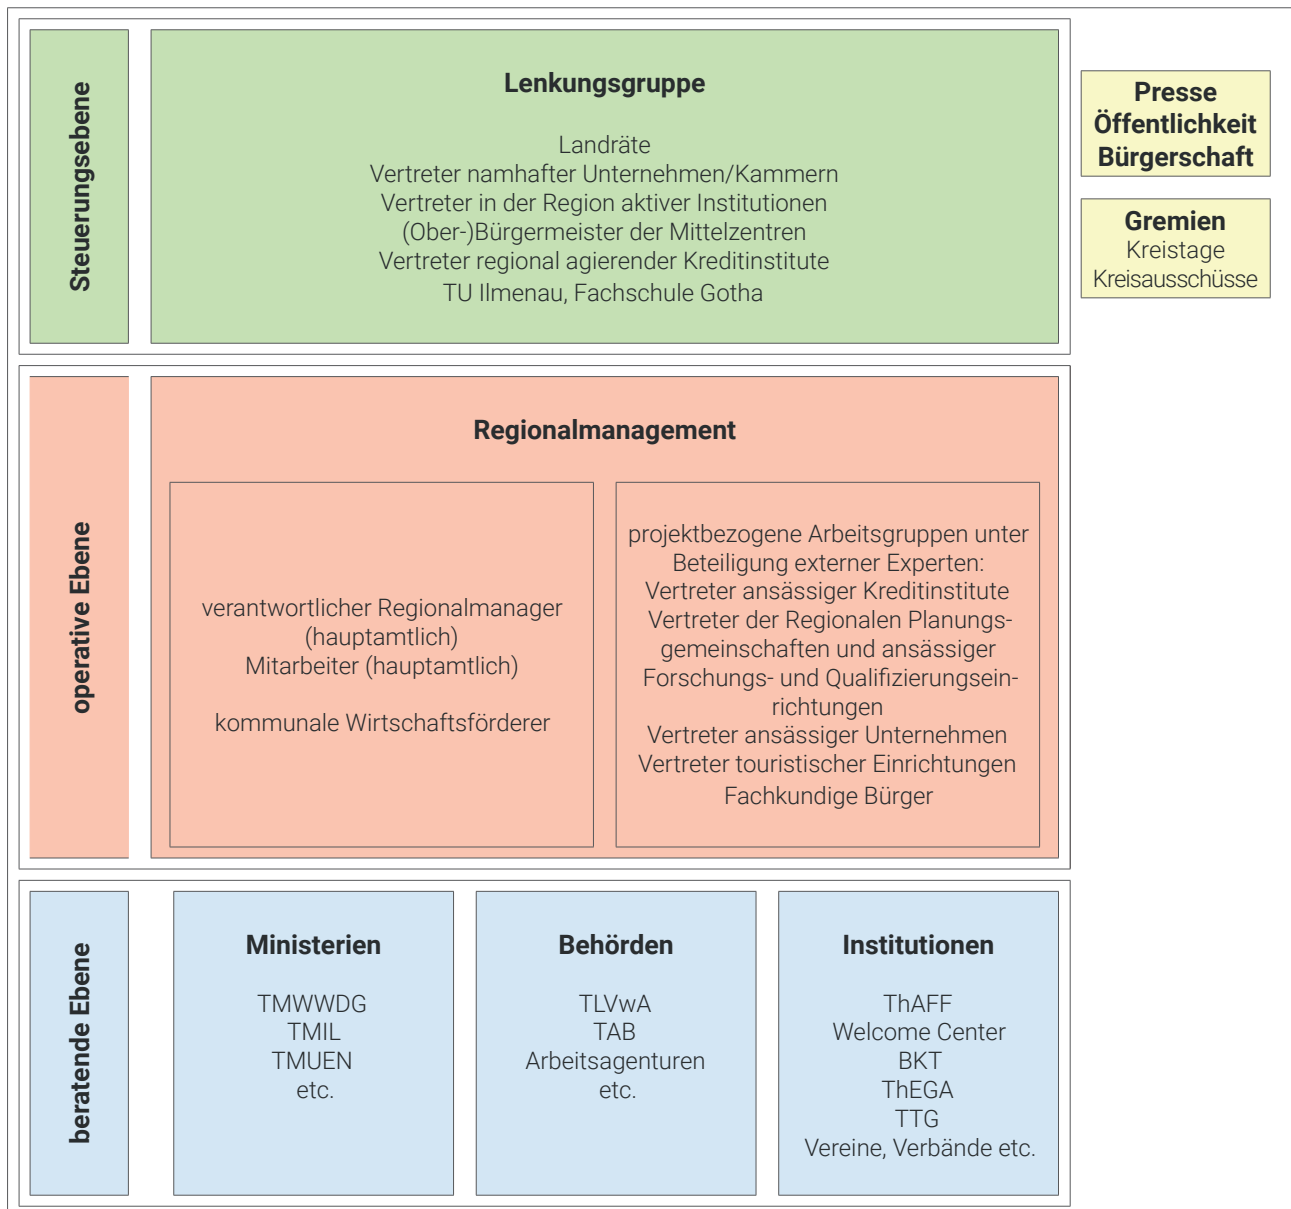 Steuerungsebene
Lenkungsgruppe
Landräte
Vertreter namhafter Unternehmen/Kammern
Vertreter in der Region aktiver Institutionen
(Ober-)Bürgermeister der Mittelzentren
Vertreter regional agierender Kreditinstitute
TU Ilmenau, Fachschule Gotha
Presse
Öffentlichkeit
Bürgerschaft
Gremien
Kreistage
Kreisausschüsse
operative Ebene
Regionalmanagement
verantwortlicher Regionalmanager
(hauptamtlich)
Mitarbeiter (hauptamtlich)
kommunale Wirtschaftsförderer
projektbezogene Arbeitsgruppen unter
Beteiligung externer Experten:
Vertreter ansässiger Kreditinstitute
Vertreter der Regionalen Planungs-
gemeinschaften und ansässiger
Forschungs- und Qualifizierungsein-
richtungen
Vertreter ansässiger Unternehmen
Vertreter touristischer Einrichtungen
Fachkundige Bürger
beratende Ebene
Ministerien
TMWWDG
TMIL
TMUEN
etc.
Behörden
TLVwA
TAB
Arbeitsagenturen
etc.
Institutionen
ThAFF
Welcome Center
BKT
ThEGA
TTG
Vereine, Verbände etc.